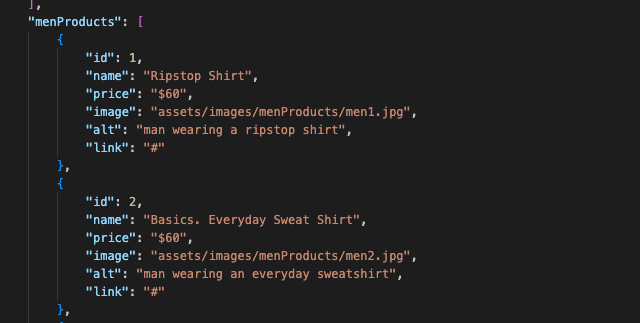 ],
"menProducts": [
{
"id": 1,
"name": "Ripstop Shirt",
"price": "$60",
"image": "assets/images/menProducts/men1.jpg",
"alt": "man wearing a ripstop shirt",
"link": "#"
},
{
"id": 2,
"name": "Basics. Everyday Sweat Shirt",
"price": "$60",
"image": "assets/images/menProducts/men2.jpg",
"alt": "man wearing an everyday sweatshirt",
"link": "#"
},